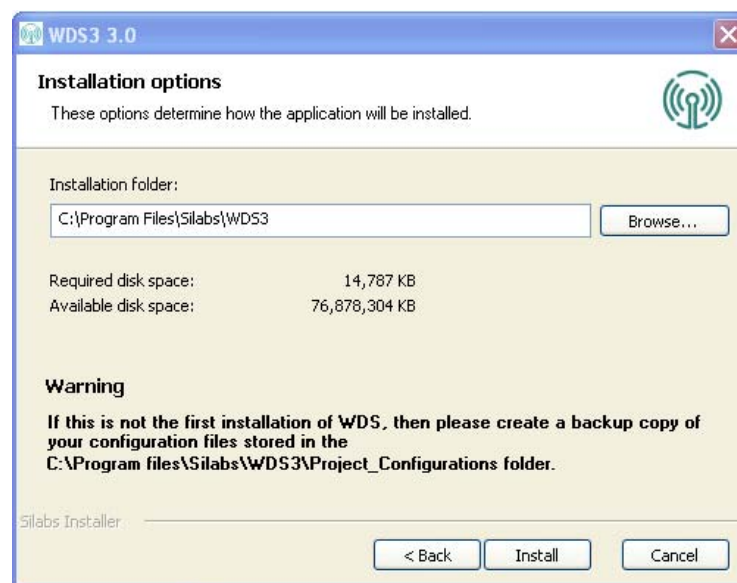 WDS3 3.0
Installation options
These options determine how the application will be installed.
Installation folder:
C:\Program Files\Silabs\WDS3
Browse...
Required disk space: 14,787 KB
Available disk space: 76,878,304 KB
Warning
If this is not the first installation of WDS, then please create a backup copy of
your configuration files stored in the
C:\Program files\Silabs\WDS3\Project_Configurations folder.
Silabs Installer
< Back Install Cancel